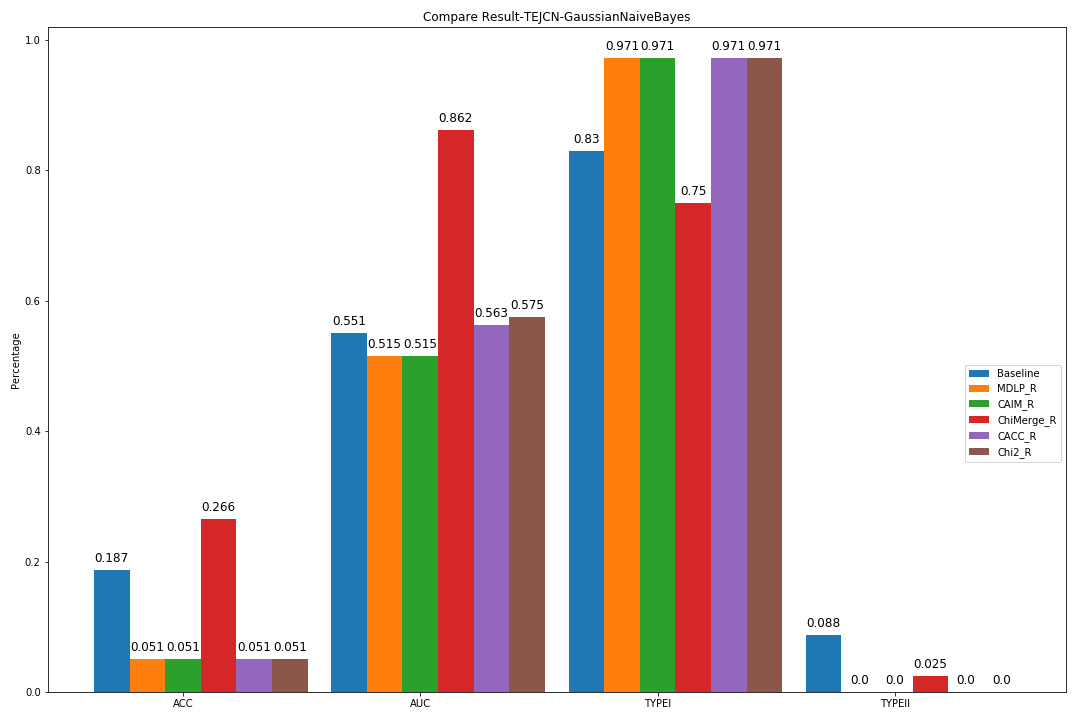 Compare Result-TEJCN-GaussianNaiveBayes
Percentage
1.0
0.8
0.6
0.4
0.2
0.0
0.187
0.051
0.051
0.266
0.051
0.051
0.551
0.515
0.515
0.862
0.563
0.575
0.83
0.971
0.971
0.75
0.971
0.971
0.088
0.0
0.0
0.025
0.0
0.0
Baseline
MDLP_R
CAIM_R
ChiMerge_R
CACC_R
Chi2_R
ACC
AUC
TYPEI
TYPEII